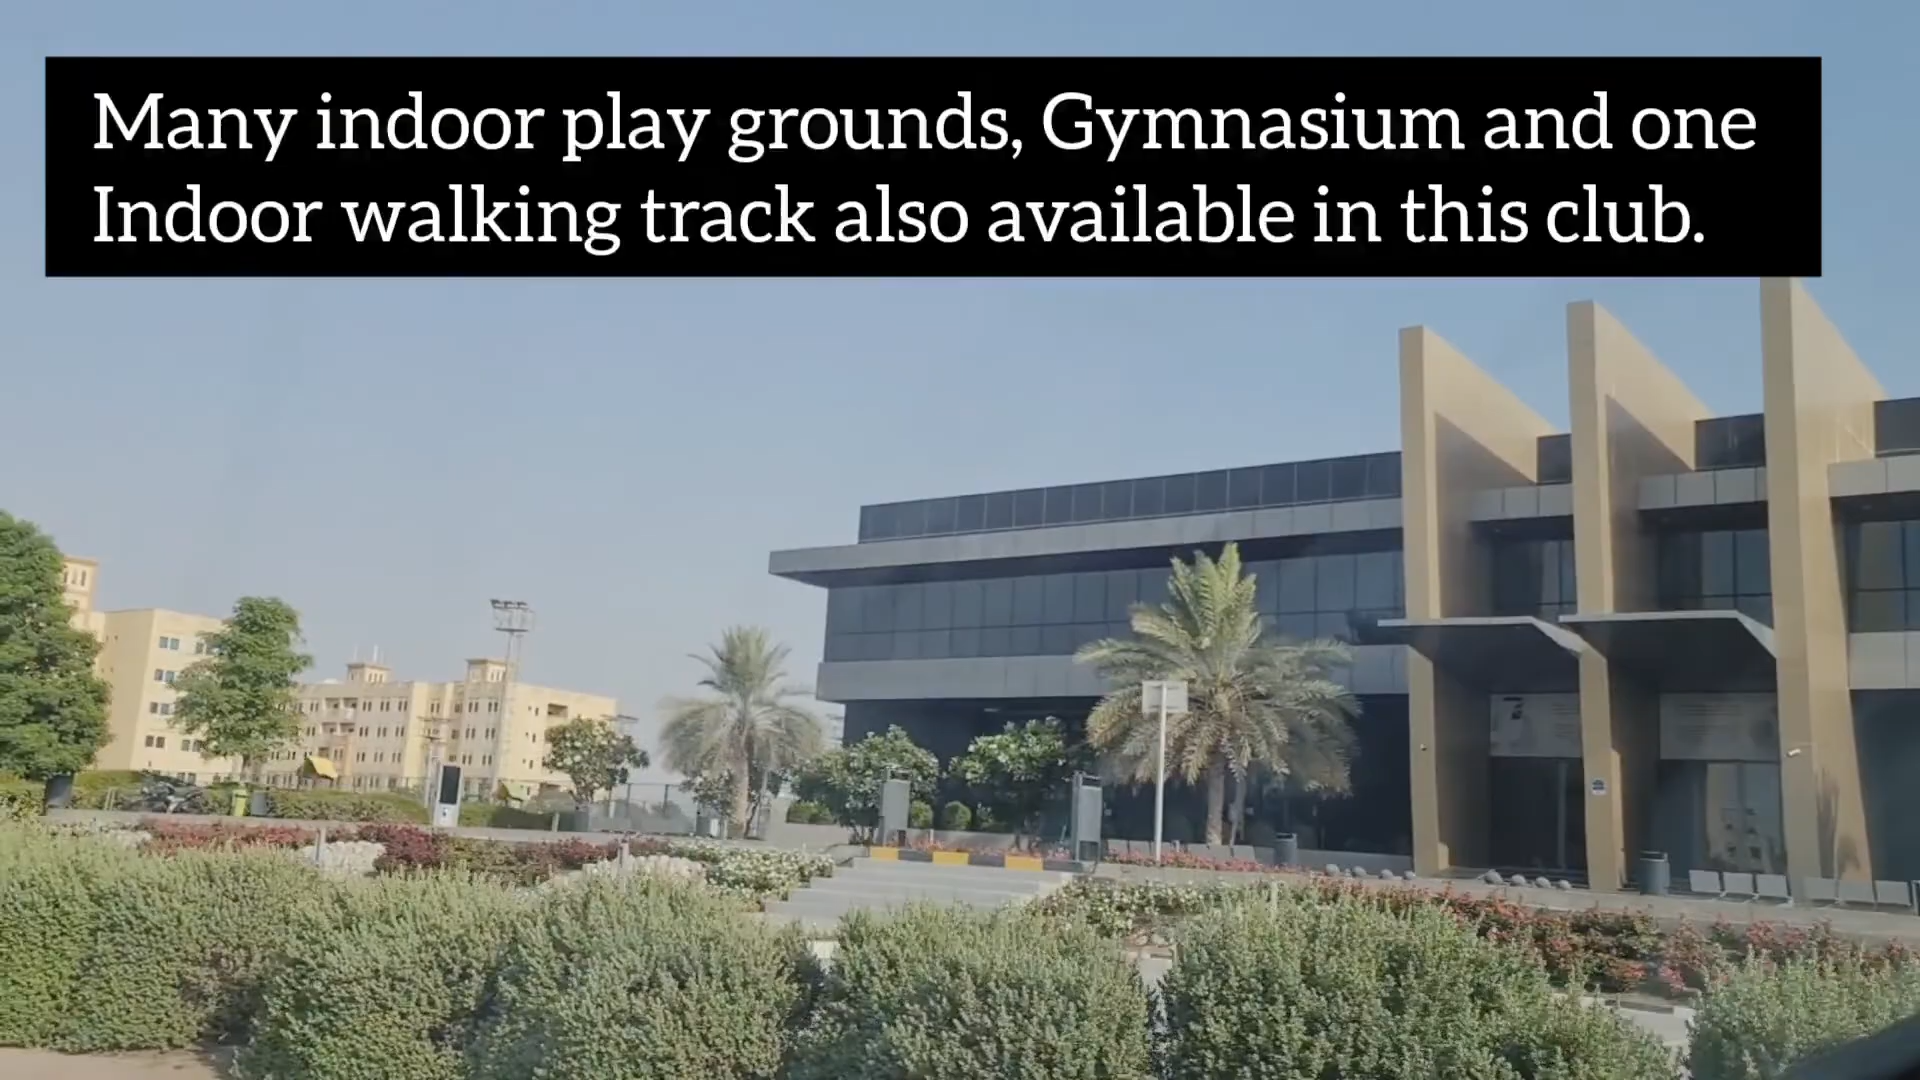 Many indoor play grounds, Gymnasium and one
Indoor walking track also available in this club.